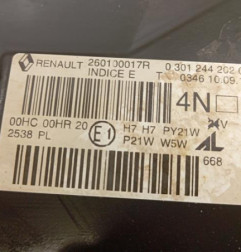 RENAULT 260100017R 0 301 244 202
INDICE E T 0346 10.09
4N
00HC 00HR 20 E1 H7 H7 PY21W
2538 PL P21W W5W
668